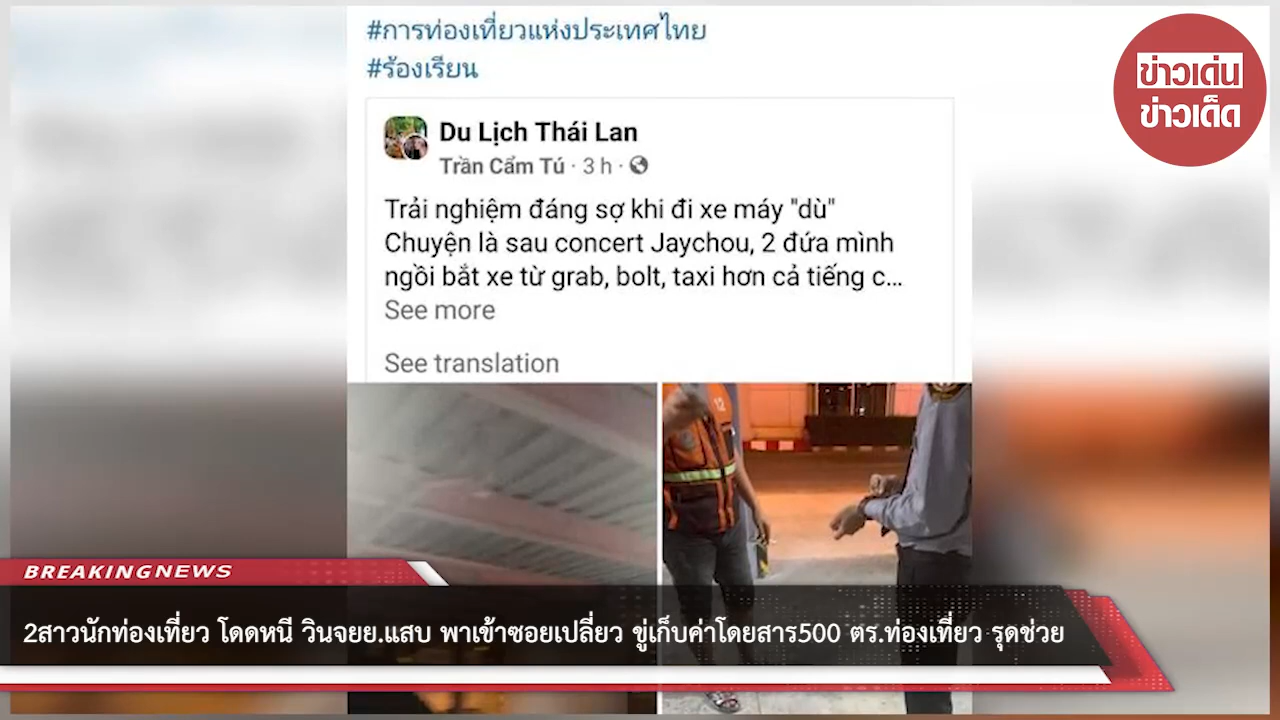 #การท่องเที่ยวแห่งประเทศไทย
#ร้องเรียน
ข่าวเด่น
ข่าวเด็ด
Du Lịch Thái Lan
Trần Cẩm Tú · 3 h ·
Trải nghiệm đáng sợ khi đi xe máy "dù"
Chuyện là sau concert Jaychou, 2 đứa mình
ngồi bắt xe từ grab, bolt, taxi hơn cả tiếng c...
See more
See translation
12
BREAKING NEWS
2สาวนักท่องเที่ยว โดดหนี วินจยย.แสบ พาเข้าซอยเปลี่ยว ขู่เก็บค่าโดยสาร500 ตร.ท่องเที่ยว รุดช่วย